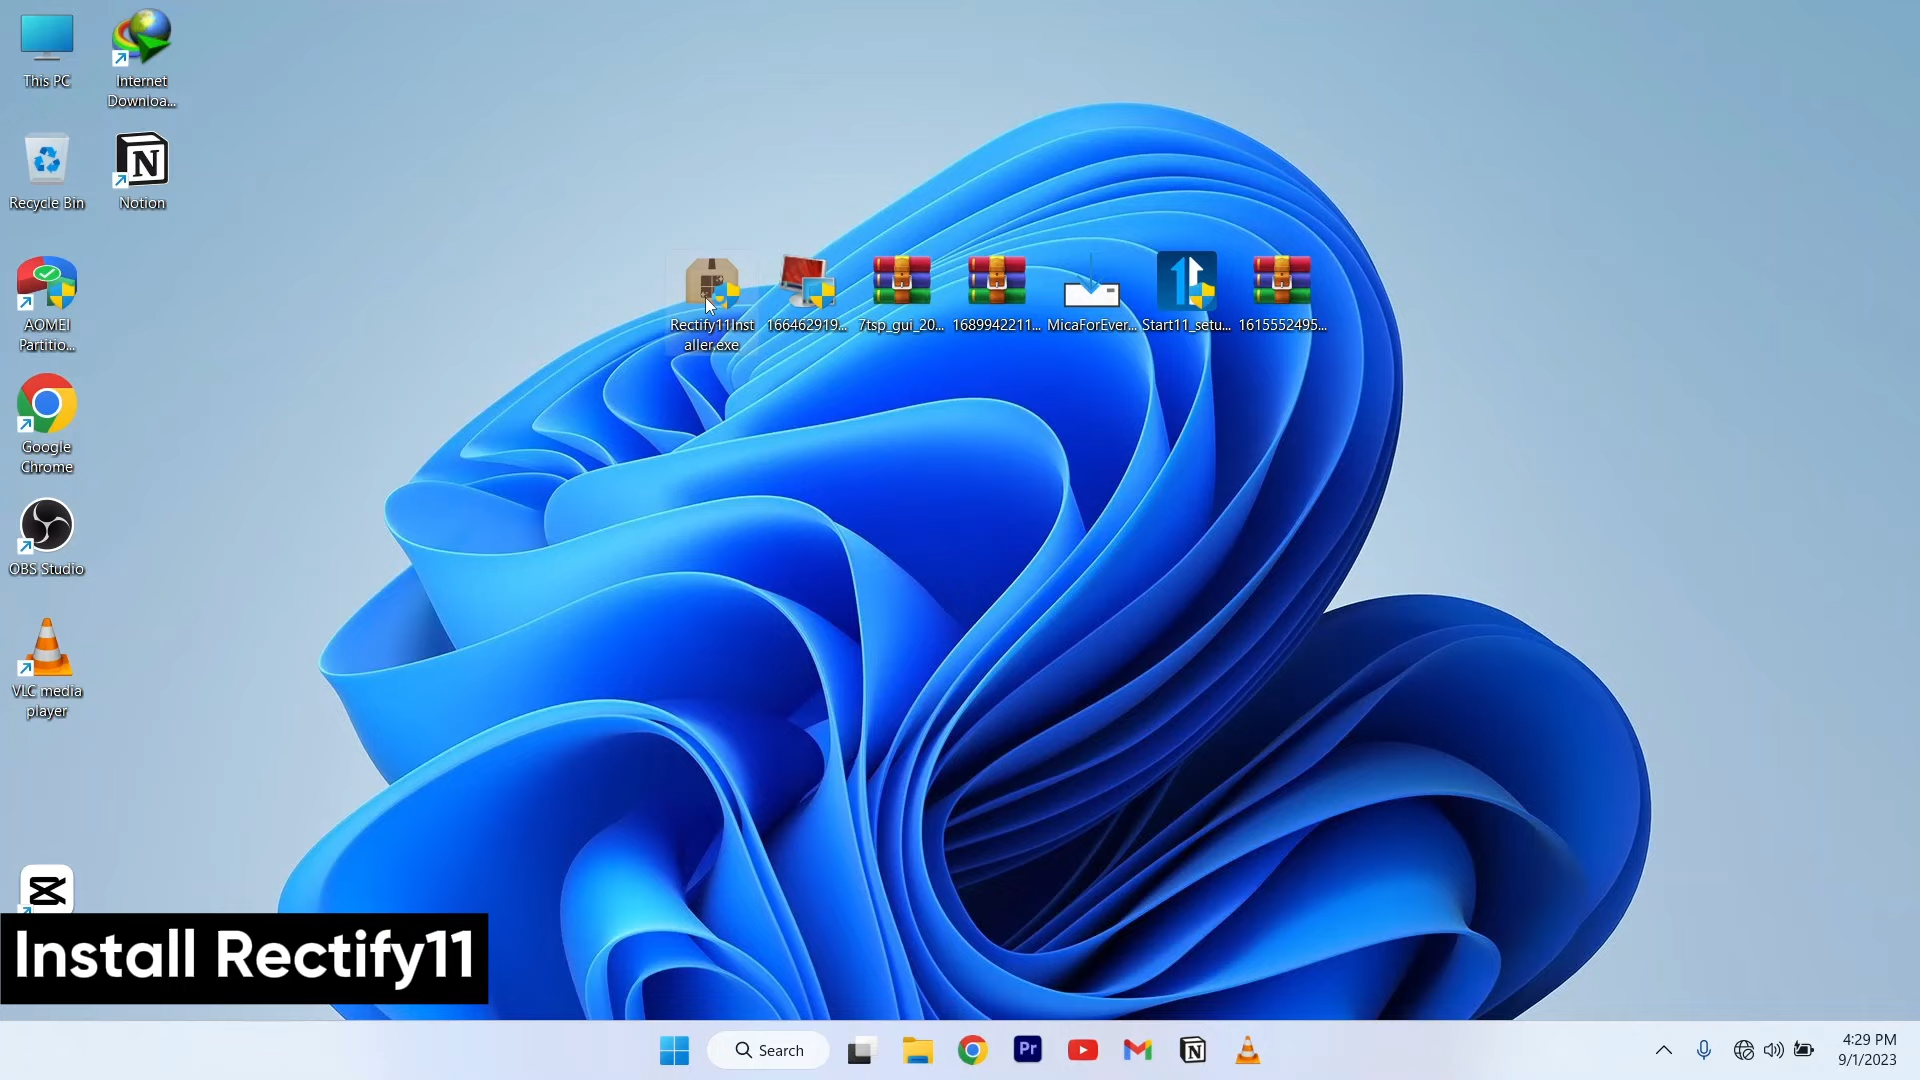 This PC
Internet
Downloa...
Recycle Bin
N
Notion
AOMEI
Partitio...
Google
Chrome
OBS Studio
VLC media
player
Rectify11Inst
aller.exe
166462919...
7tsp_gui_20...
1689942211...
MicaForEver...
Start11_setu...
1615552495...
Install Rectify11
Search
Pr
N
4:29 PM
9/1/2023